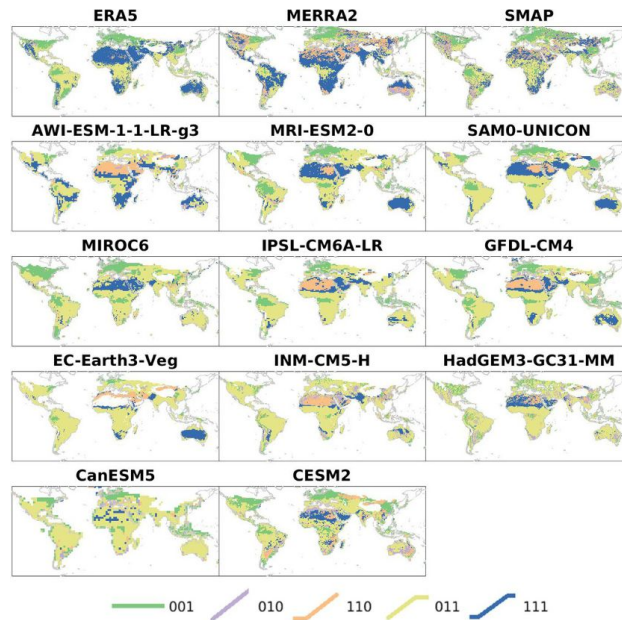 ERA5 MERRA2 SMAP
AWI-ESM-1-1-LR-g3 MRI-ESM2-0 SAM0-UNICON
MIROC6 IPSL-CM6A-LR GFDL-CM4
EC-Earth3-Veg INM-CM5-H HadGEM3-GC31-MM
CanESM5 CESM2
001 010 110 011 111